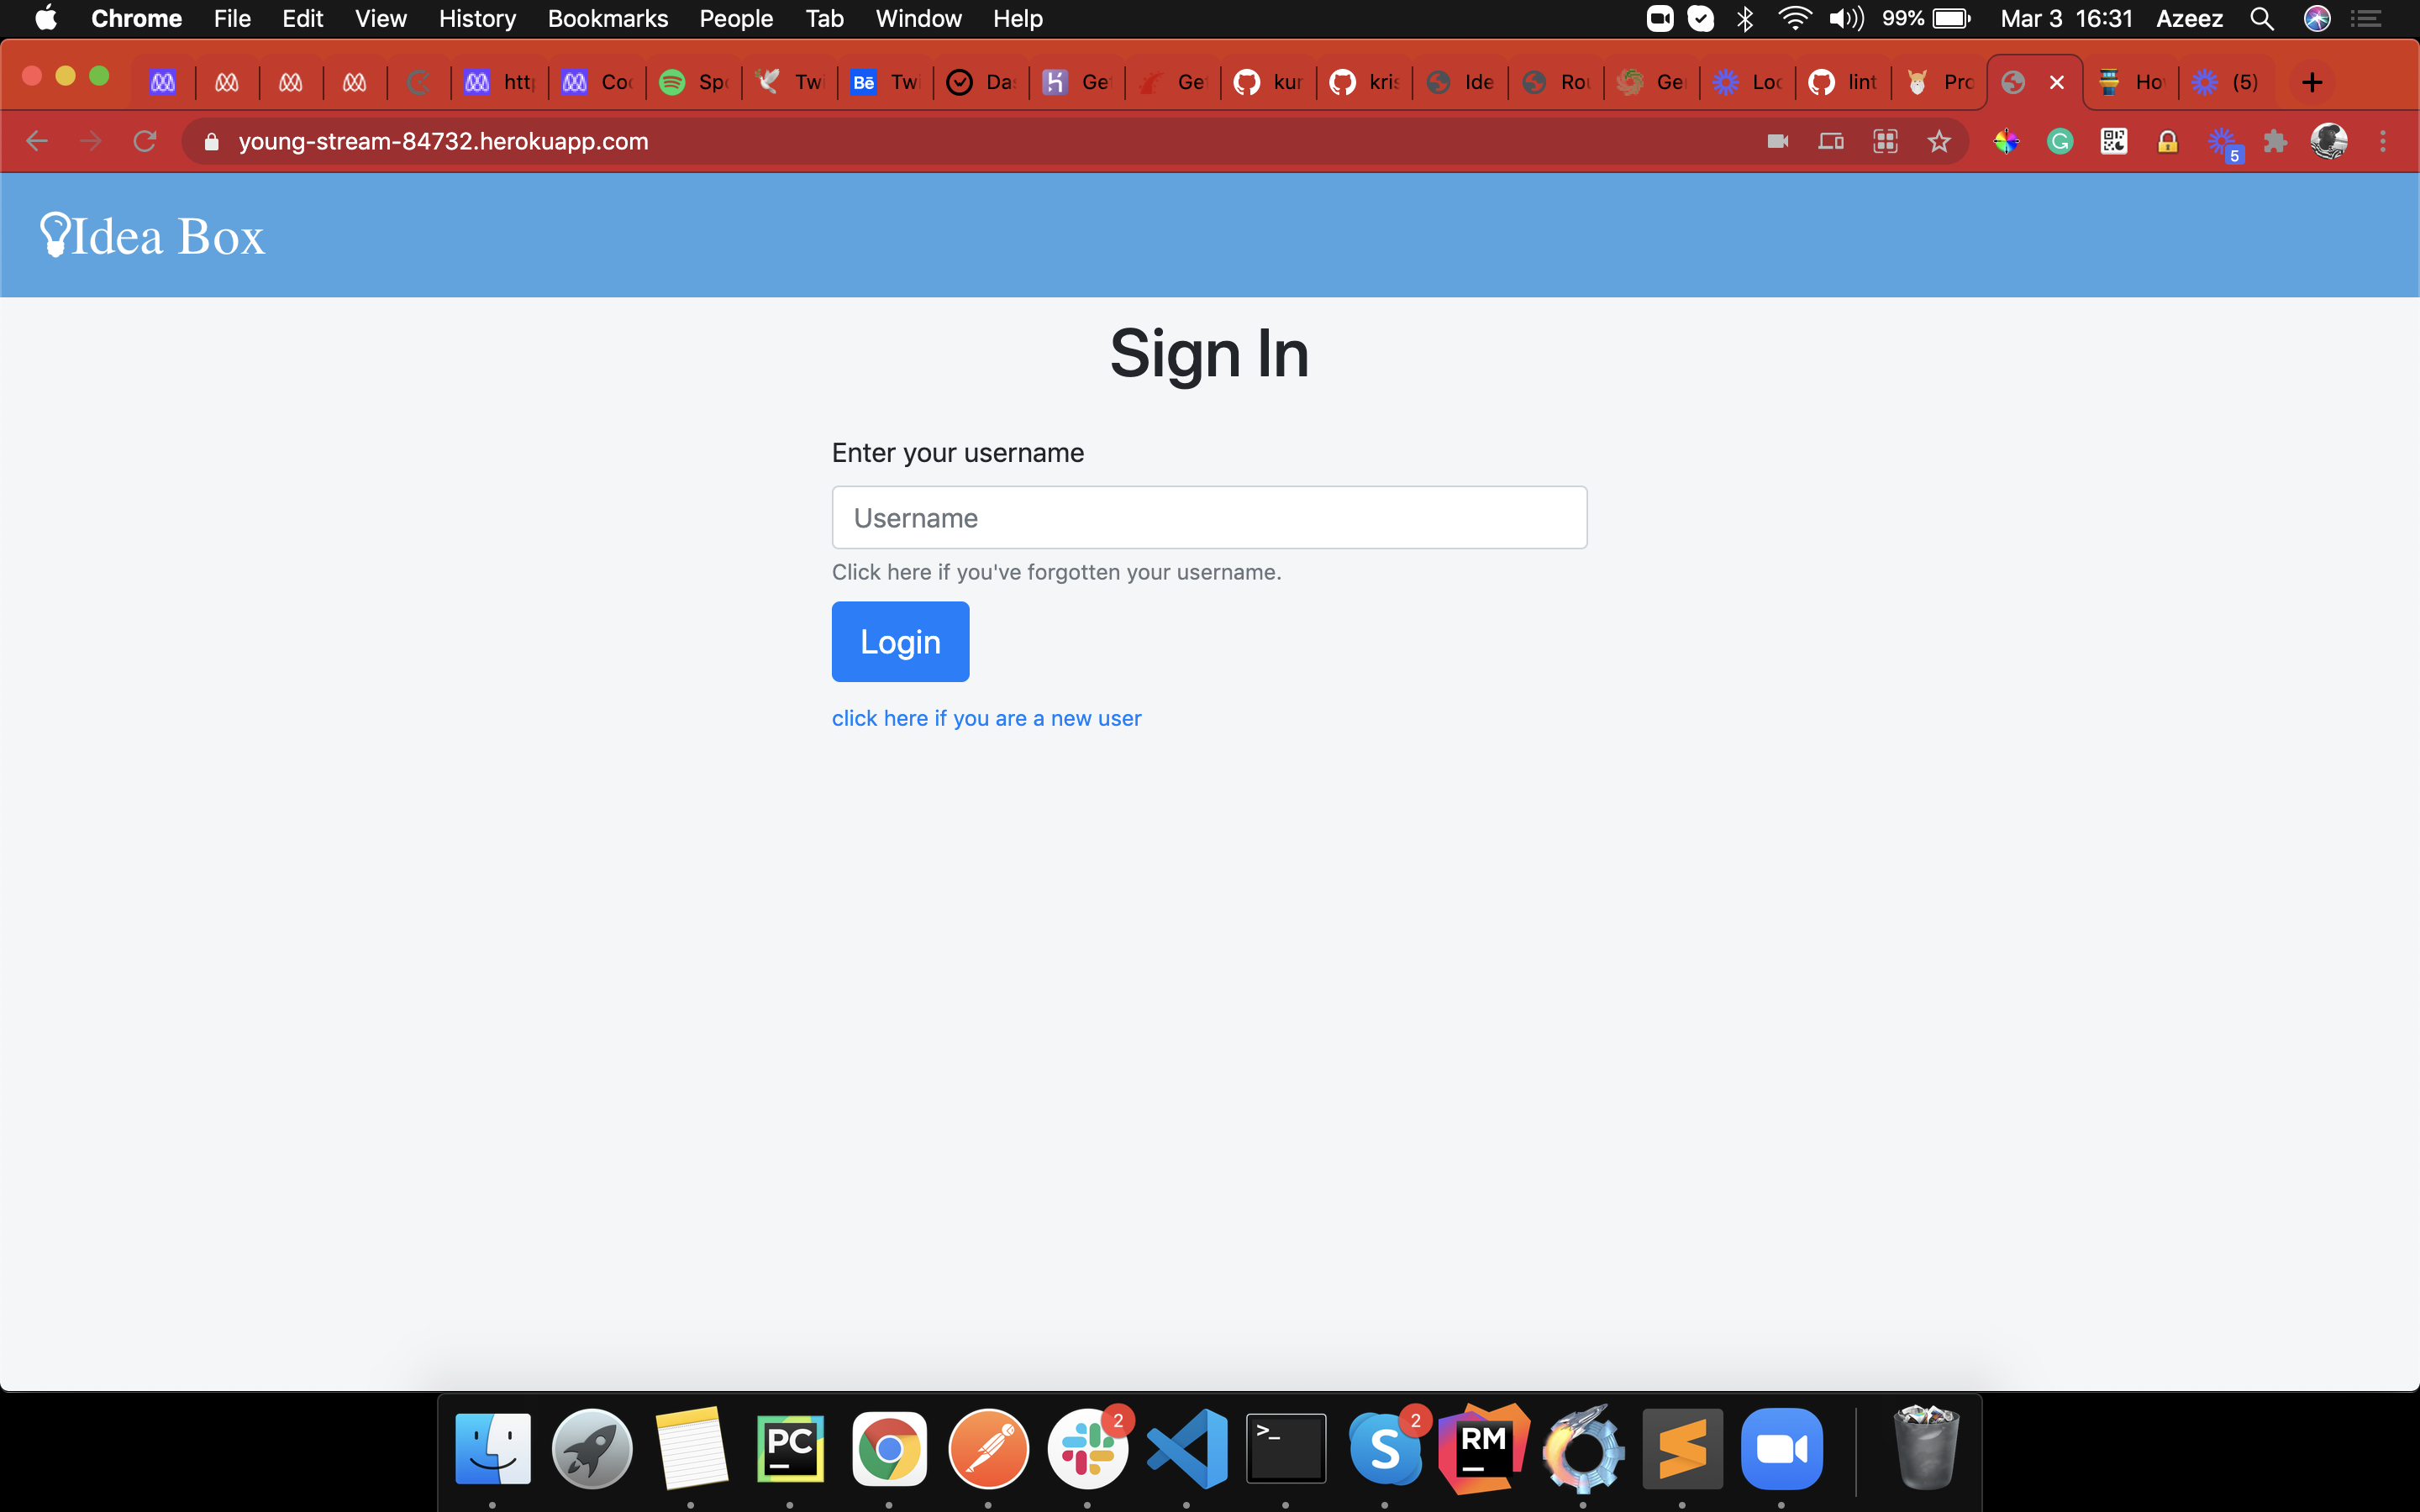 Chrome File Edit View History Bookmarks People Tab Window Help 99% Mar 3 16:31 Azeez
htt Co Sp Tw Bē Tw Da Ge Ge kur kris Ide Rou Ge Loc lint Pro Ho (5)
young-stream-84732.herokuapp.com 5
Idea Box
Sign In
Enter your username
Username
Click here if you've forgotten your username.
Login
click here if you are a new user
PC 2 >_ S 2 RM